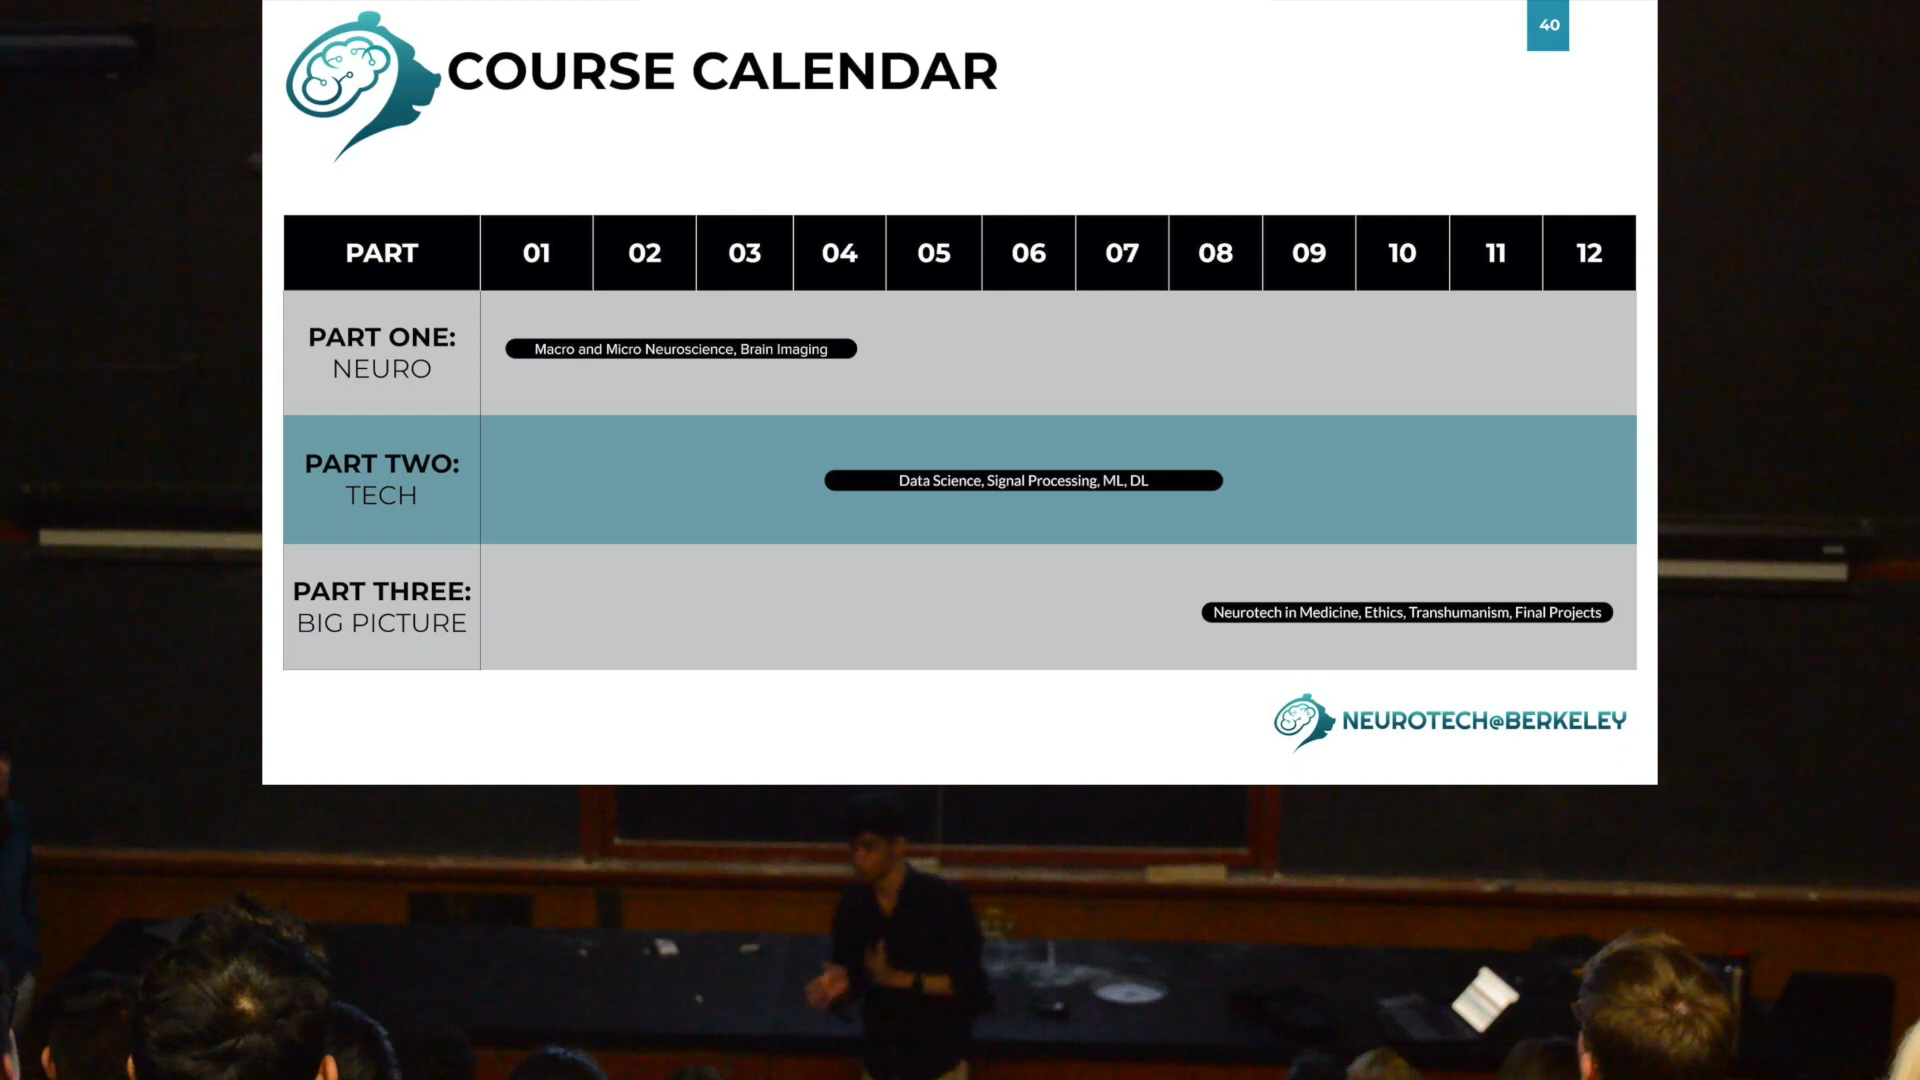 40
COURSE CALENDAR
PART 01 02 03 04 05 06 07 08 09 10 11 12
PART ONE:
NEURO
Macro and Micro Neuroscience, Brain Imaging
PART TWO:
TECH
Data Science, Signal Processing, ML, DL
PART THREE:
BIG PICTURE
Neurotech in Medicine, Ethics, Transhumanism, Final Projects
NEUROTECH@BERKELEY